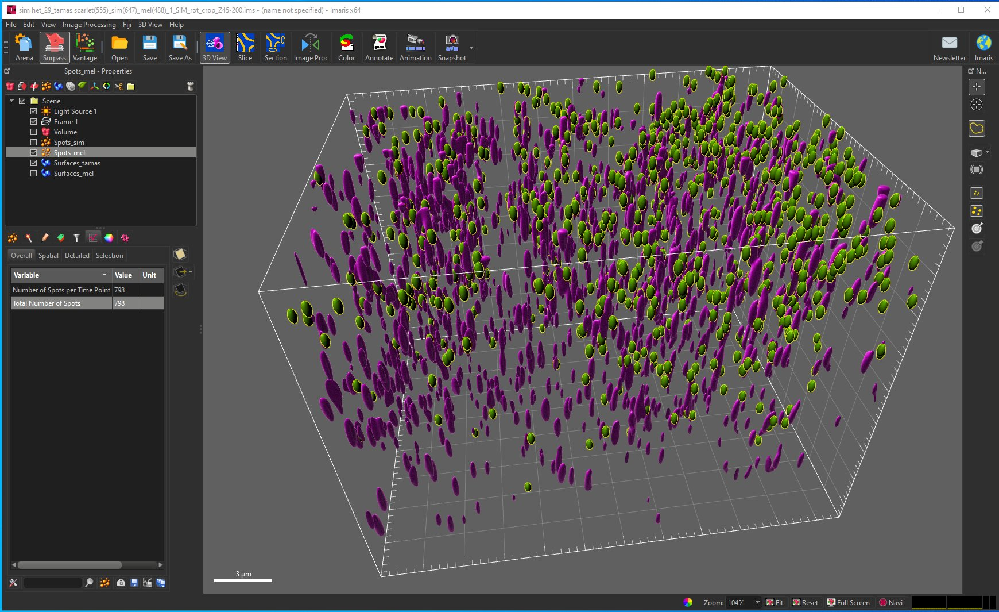 sim het_29_tamas scarlet(555)_sim(647)_mel(488)_1_SIM_rot_crop_Z45-200.ims - (name not specified) - Imaris x64
File Edit View Image Processing Fiji 3D View Help
Arena Surpass Vantage Open Save Save As 3D View Slice Section Image Proc Coloc Annotate Animation Snapshot Newsletter Imaris
Spots_mel - Properties
N...
Scene
Light Source 1
Frame 1
Volume
Spots_sim
Spots_mel
Surfaces_tamas
Surfaces_mel
Overall Spatial Detailed Selection
Variable Value Unit
Number of Spots per Time Point 798
Total Number of Spots 798
3 µm
Zoom: 104% Fit Reset Full Screen Navi